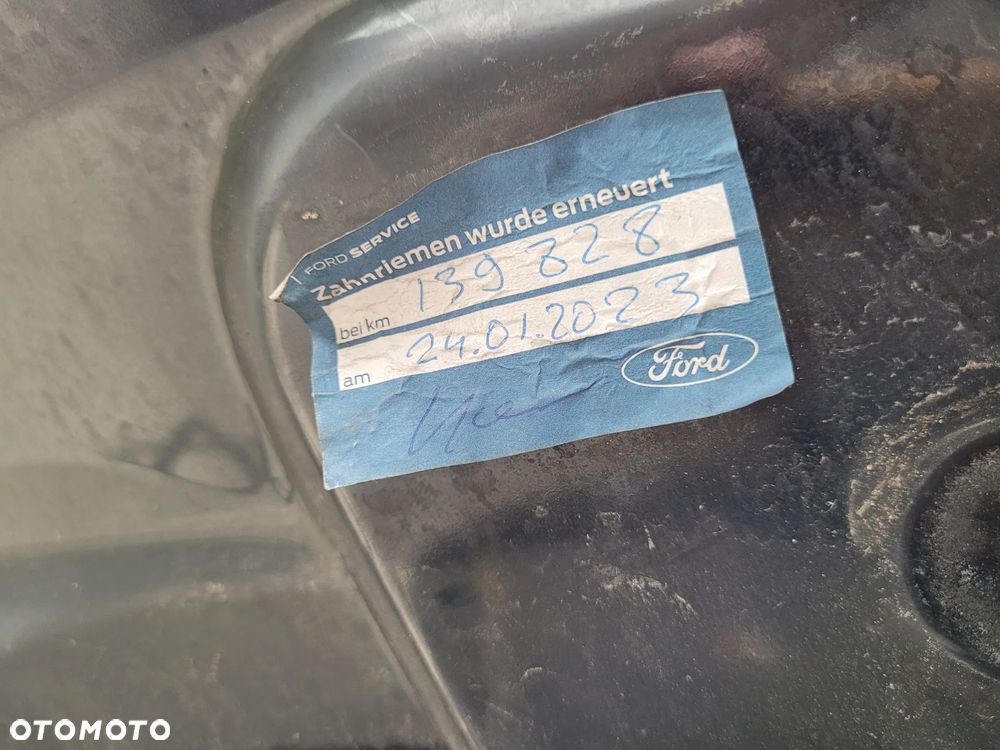 FORD SERVICE
Zahnriemen wurde erneuert
bei km 139 828
am 24.01.2023
Ford
OTOMOTO